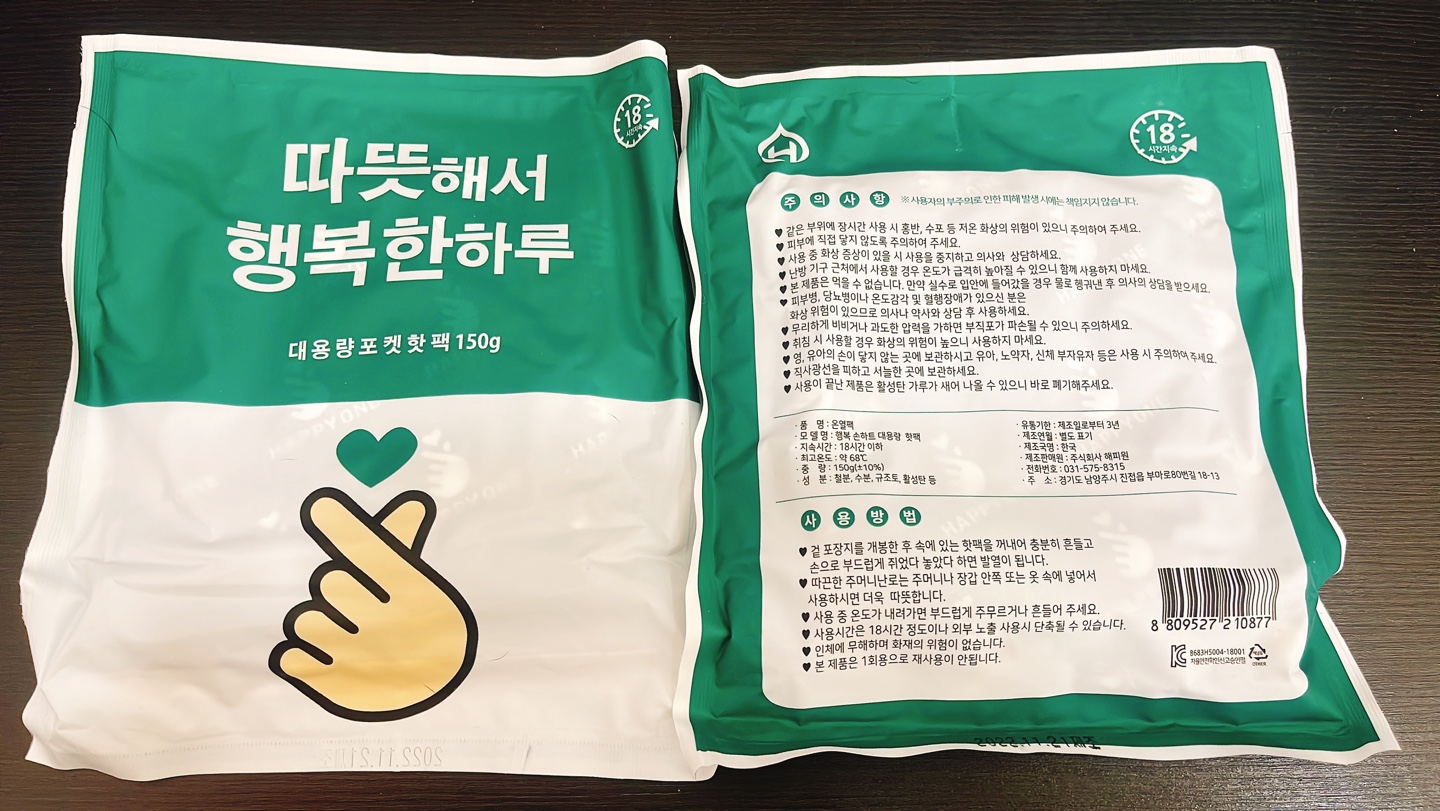 따뜻해서
행복한하루
대용량포켓핫팩 150g
18
시간지속
2022.11.21제조
18
시간지속
주의사항 ※ 사용자의 부주의로 인한 피해 발생 시에는 책임지지 않습니다.
♥ 같은 부위에 장시간 사용 시 홍반, 수포 등 저온 화상의 위험이 있으니 주의하여 주세요.
♥ 피부에 직접 닿지 않도록 주의하여 주세요.
♥ 사용 중 화상 증상이 있을 시 사용을 중지하고 의사와 상담하세요.
♥ 난방 기구 근처에서 사용할 경우 온도가 급격히 높아질 수 있으니 함께 사용하지 마세요.
♥ 본 제품은 먹을 수 없습니다. 만약 실수로 입안에 들어갔을 경우 물로 헹궈낸 후 의사의 상담을 받으세요.
♥ 피부병, 당뇨병이나 온도감각 및 혈행장애가 있으신 분은
화상 위험이 있으므로 의사나 약사와 상담 후 사용하세요.
♥ 무리하게 비비거나 과도한 압력을 가하면 부직포가 파손될 수 있으니 주의하세요.
♥ 취침 시 사용할 경우 화상의 위험이 높으니 사용하지 마세요.
♥ 영, 유아의 손이 닿지 않는 곳에 보관하시고 유아, 노약자, 신체 부자유자 등은 사용 시 주의하여 주세요.
♥ 직사광선을 피하고 서늘한 곳에 보관하세요.
♥ 사용이 끝난 제품은 활성탄 가루가 새어 나올 수 있으니 바로 폐기해주세요.
· 품 명 : 온열팩
· 모 델 명 : 행복 손하트 대용량 핫팩
· 지속시간 : 18시간 이하
· 최고온도 : 약 68℃
· 중 량 : 150g(±10%)
· 성 분 : 철분, 수분, 규조토, 활성탄 등
· 유통기한 : 제조일로부터 3년
· 제조연월 : 별도 표기
· 제조국명 : 한국
· 제조판매원 : 주식회사 해피원
· 전화번호 : 031-575-8315
· 주 소 : 경기도 남양주시 진접읍 부마로80번길 18-13
사용방법
♥ 겉 포장지를 개봉한 후 속에 있는 핫팩을 꺼내어 충분히 흔들고
손으로 부드럽게 쥐었다 놓았다 하면 발열이 됩니다.
♥ 따끈한 주머니난로는 주머니나 장갑 안쪽 또는 옷 속에 넣어서
사용하시면 더욱 따뜻합니다.
♥ 사용 중 온도가 내려가면 부드럽게 주무르거나 흔들어 주세요.
♥ 사용시간은 18시간 정도이나 외부 노출 사용시 단축될 수 있습니다.
♥ 인체에 무해하며 화재의 위험이 없습니다.
♥ 본 제품은 1회용으로 재사용이 안됩니다.
8 809527 210877
B683H5004-18001
자율안전확인신고승인필
OTHER
2022.11.21제조